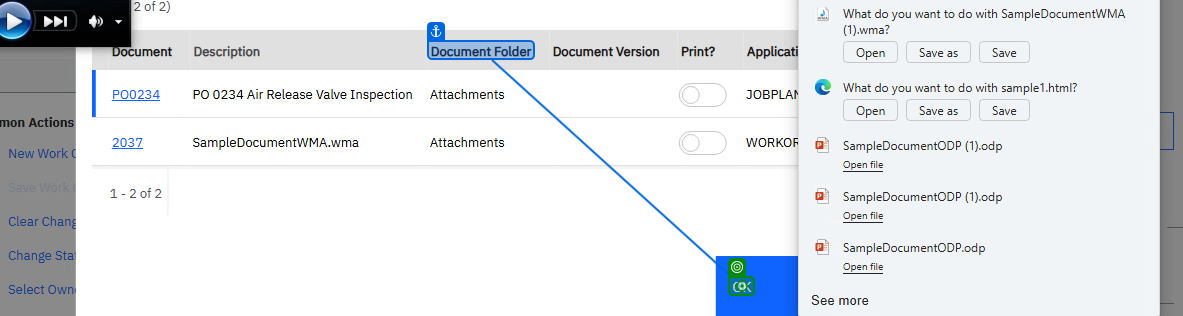 2 of 2)
Document Description Document Folder Document Version Print? Applicati
PO0234 PO 0234 Air Release Valve Inspection Attachments JOBPLAN
2037 SampleDocumentWMA.wma Attachments WORKOR
1 - 2 of 2
mon Actions
New Work O
Save Work O
Clear Chang
Change Stat
Select Owne
OK
What do you want to do with SampleDocumentWMA
(1).wma?
Open Save as Save
What do you want to do with sample1.html?
Open Save as Save
SampleDocumentODP (1).odp
Open file
SampleDocumentODP (1).odp
Open file
SampleDocumentODP.odp
Open file
See more